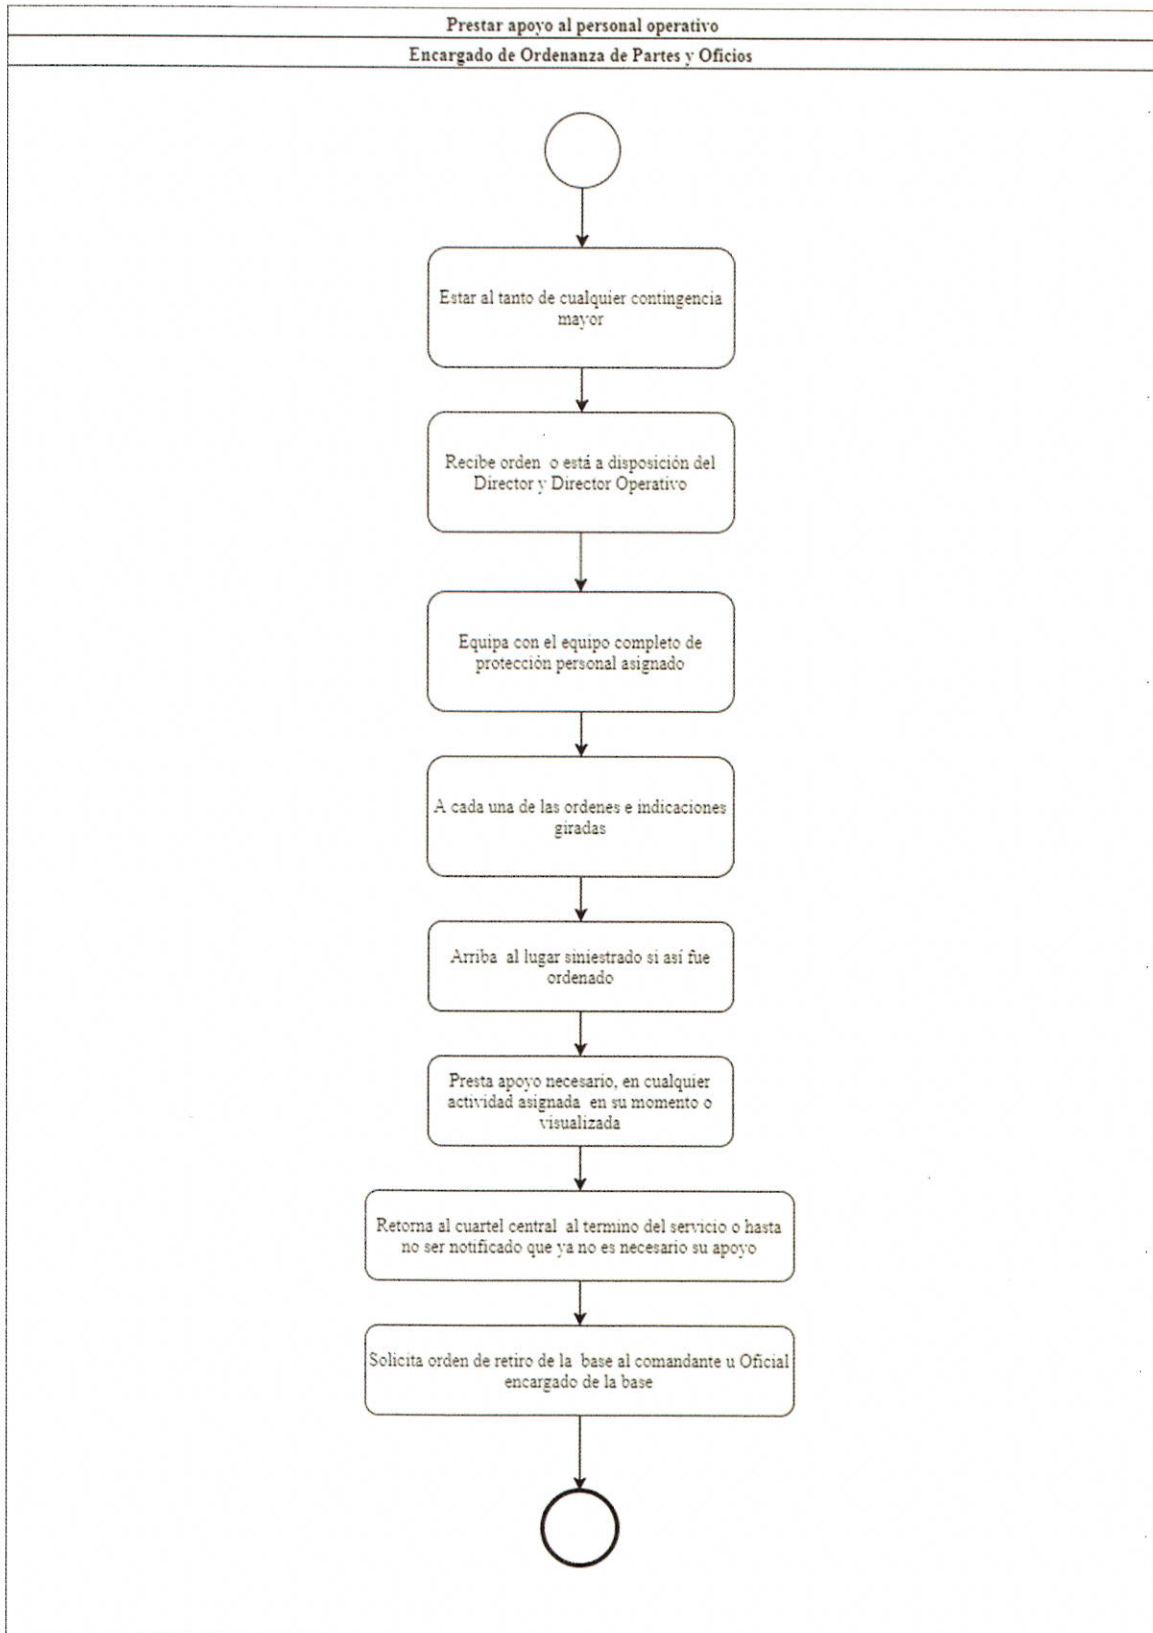 Prestar apoyo al personal operativo
Encargado de Ordenanza de Partes y Oficios
Estar al tanto de cualquier contingencia
mayor
Recibe orden o está a disposición del
Director y Director Operativo
Equipa con el equipo completo de
protección personal asignado
A cada una de las ordenes e indicaciones
giradas
Arriba al lugar siniestrado si así fue
ordenado
Presta apoyo necesario, en cualquier
actividad asignada en su momento o
visualizada
Retorna al cuartel central al termino del servicio o hasta
no ser notificado que ya no es necesario su apoyo
Solicita orden de retiro de la base al comandante u Oficial
encargado de la base